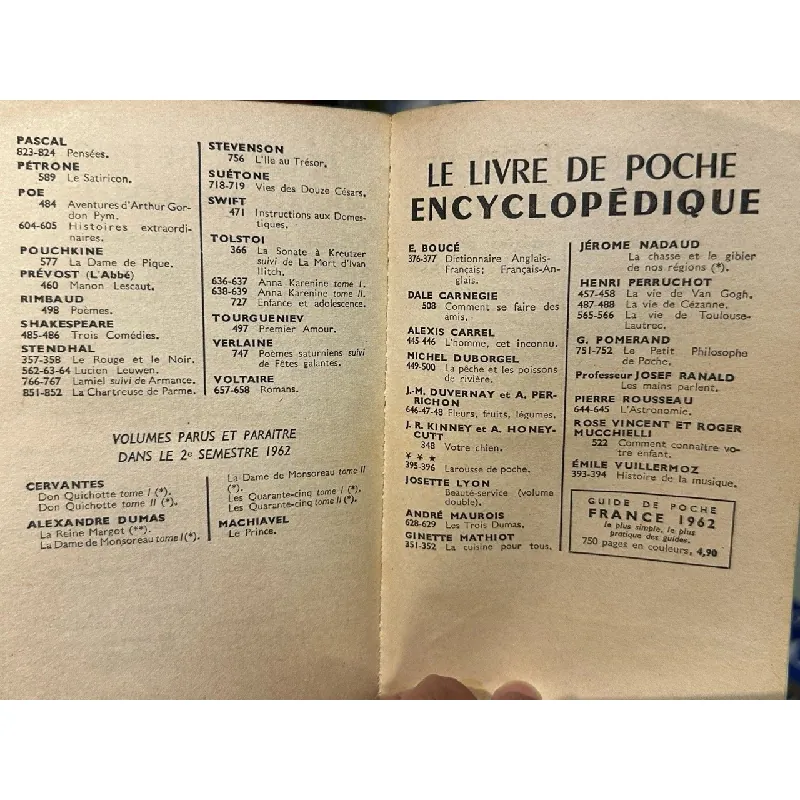 PASCAL
823-824 Pensées.
PÉTRONE
589 Le Satiricon.
POE
484 Aventures d'Arthur Gor-
don Pym.
604-605 Histoires extraordi-
naires.
POUCHKINE
577 La Dame de Pique.
PRÉVOST (L'Abbé)
460 Manon Lescaut.
RIMBAUD
498 Poèmes.
SHAKESPEARE
485-486 Trois Comédies.
STENDHAL
357-358 Le Rouge et le Noir.
562-63-64 Lucien Leuwen.
766-767 Lamiel suivi de Armance.
851-852 La Chartreuse de Parme.
STEVENSON
756 L'Ile au Trésor.
SUÉTONE
718-719 Vies des Douze Césars.
SWIFT
471 Instructions aux Domes-
tiques.
TOLSTOI
366 La Sonate à Kreutzer
suivi de La Mort d'Ivan
Ilitch.
636-637 Anna Karenine tome I.
638-639 Anna Karenine tome II.
727 Enfance et adolescence.
TOURGUENIEV
497 Premier Amour.
VERLAINE
747 Poèmes saturniens suivi
de Fêtes galantes.
VOLTAIRE
657-658 Romans.
VOLUMES PARUS ET PARAITRE
DANS LE 2e SEMESTRE 1962
CERVANTES
Don Quichotte tome I (*).
Don Quichotte tome II (*).
ALEXANDRE DUMAS
La Reine Margot (**).
La Dame de Monsoreau tome I (*).
La Dame de Monsoreau tome II
(*).
Les Quarante-cinq tome I (*).
Les Quarante-cinq tome II (*).
MACHIAVEL
Le Prince.
LE LIVRE DE POCHE
ENCYCLOPÉDIQUE
E. BOUCÉ
376-377 Dictionnaire Anglais-
Français; Français-An-
glais.
DALE CARNEGIE
508 Comment se faire des
amis.
ALEXIS CARREL
445-446 L'homme, cet inconnu.
MICHEL DUBORGEL
449-500 La pêche et les poissons
de rivière.
J.-M. DUVERNAY et A. PER-
RICHON
646-47-48 Fleurs, fruits, légumes.
J.-R. KINNEY et A. HONEY-
CUTT
348 Votre chien.
★ ★ ★
395-396 Larousse de poche.
JOSETTE LYON
Beauté-service (volume
double).
ANDRÉ MAUROIS
628-629 Les Trois Dumas.
GINETTE MATHIOT
351-352 La cuisine pour tous.
JÉROME NADAUD
La chasse et le gibier
de nos régions (*).
HENRI PERRUCHOT
457-458 La vie de Van Gogh.
487-488 La vie de Cézanne.
565-566 La vie de Toulouse-
Lautrec.
G. POMERAND
751-752 Le Petit Philosophe
de Poche.
Professeur JOSEF RANALD
Les mains parlent.
PIERRE ROUSSEAU
644-645 L'Astronomie.
ROSE VINCENT ET ROGER
MUCCHIELLI
522 Comment connaître vo-
tre enfant.
ÉMILE VUILLERMOZ
393-394 Histoire de la musique.
GUIDE DE POCHE
FRANCE 1962
le plus simple, le plus
pratique des guides.
750 pages en couleurs. 4,90